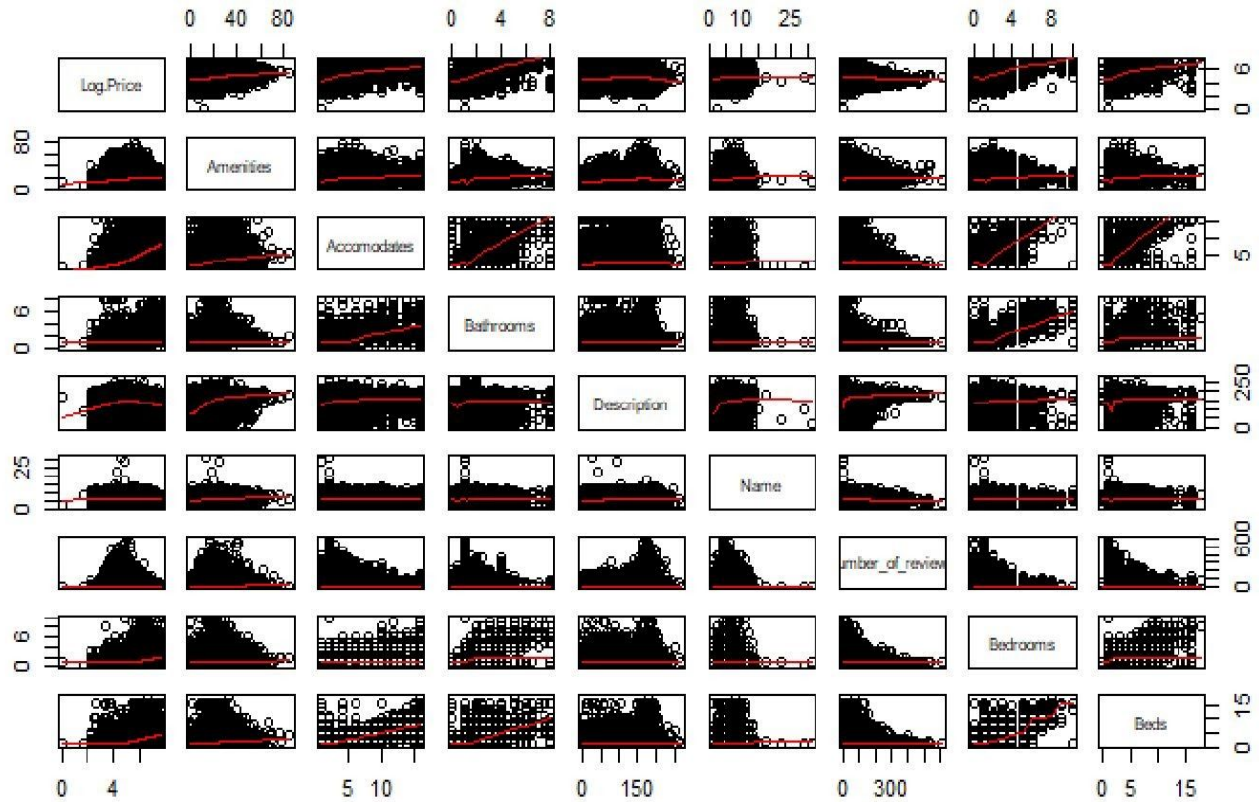 0 40 80
0 4 8
0 10 25
0 4 8
Log.Price
0 6
0 80
Amenities
Accomodates
5
0 6
Bathrooms
Description
0 250
0 25
Name
umber_of_review
0 600
0 6
Bedrooms
Beds
0 15
0 4
5 10
0 150
0 300
0 5 15